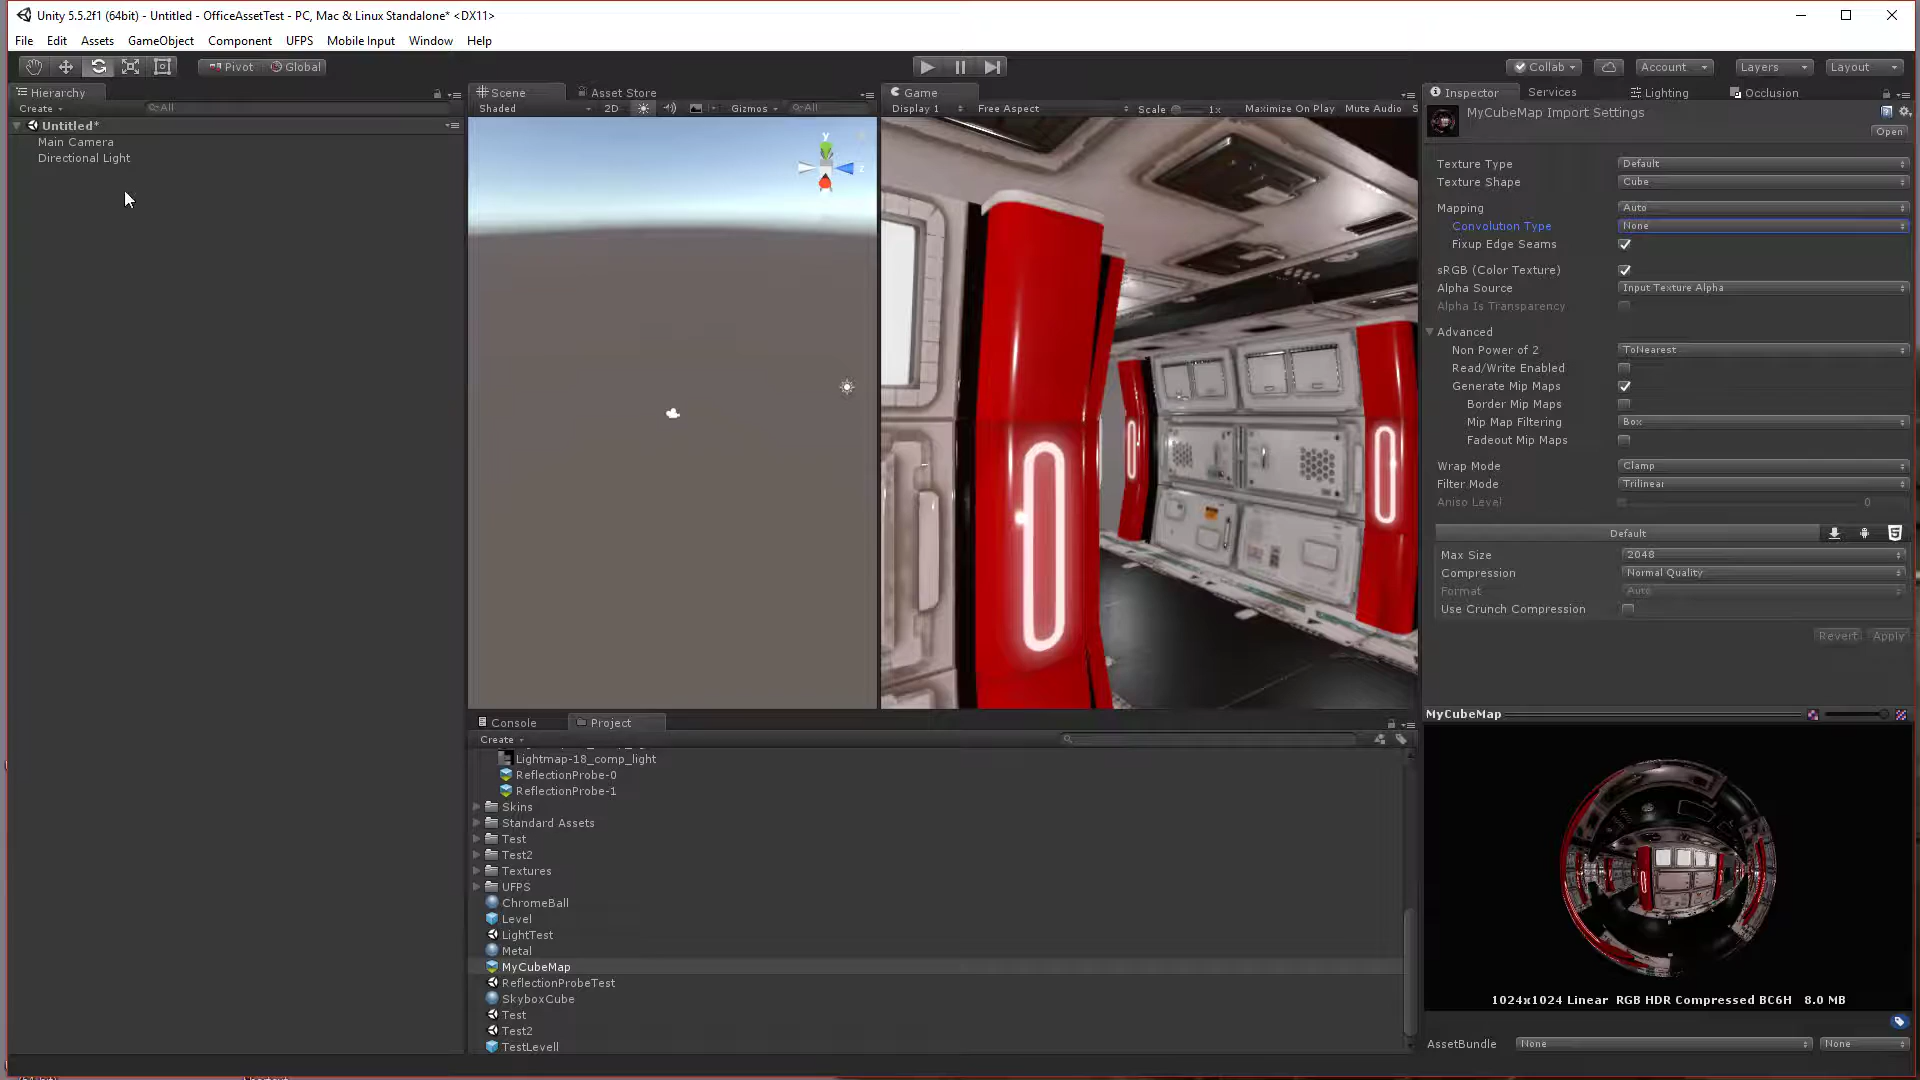 Unity 5.5.2f1 (64bit) - Untitled - OfficeAssetTest - PC, Mac & Linux Standalone* <DX11>
File Edit Assets GameObject Component UFPS Mobile Input Window Help
Pivot Global Collab Account Layers Layout
Hierarchy
Create All
Untitled*
Main Camera
Directional Light
Scene Asset Store
Shaded 2D Gizmos All
Game
Display 1 Free Aspect Scale 1x Maximize On Play Mute Audio S
Console Project
Create
Lightmap-18_comp_light
ReflectionProbe-0
ReflectionProbe-1
Skins
Standard Assets
Test
Test2
Textures
UFPS
ChromeBall
Level
LightTest
Metal
MyCubeMap
ReflectionProbeTest
SkyboxCube
Test
Test2
TestLevell
Inspector Services Lighting Occlusion
MyCubeMap Import Settings
Open
Texture Type Default
Texture Shape Cube
Mapping Auto
Convolution Type None
Fixup Edge Seams
sRGB (Color Texture)
Alpha Source Input Texture Alpha
Alpha Is Transparency
Advanced
Non Power of 2 ToNearest
Read/Write Enabled
Generate Mip Maps
Border Mip Maps
Mip Map Filtering Box
Fadeout Mip Maps
Wrap Mode Clamp
Filter Mode Trilinear
Aniso Level 0
Default
Max Size 2048
Compression Normal Quality
Format Auto
Use Crunch Compression
Revert Apply
MyCubeMap
1024x1024 Linear RGB HDR Compressed BC6H 8.0 MB
AssetBundle None None